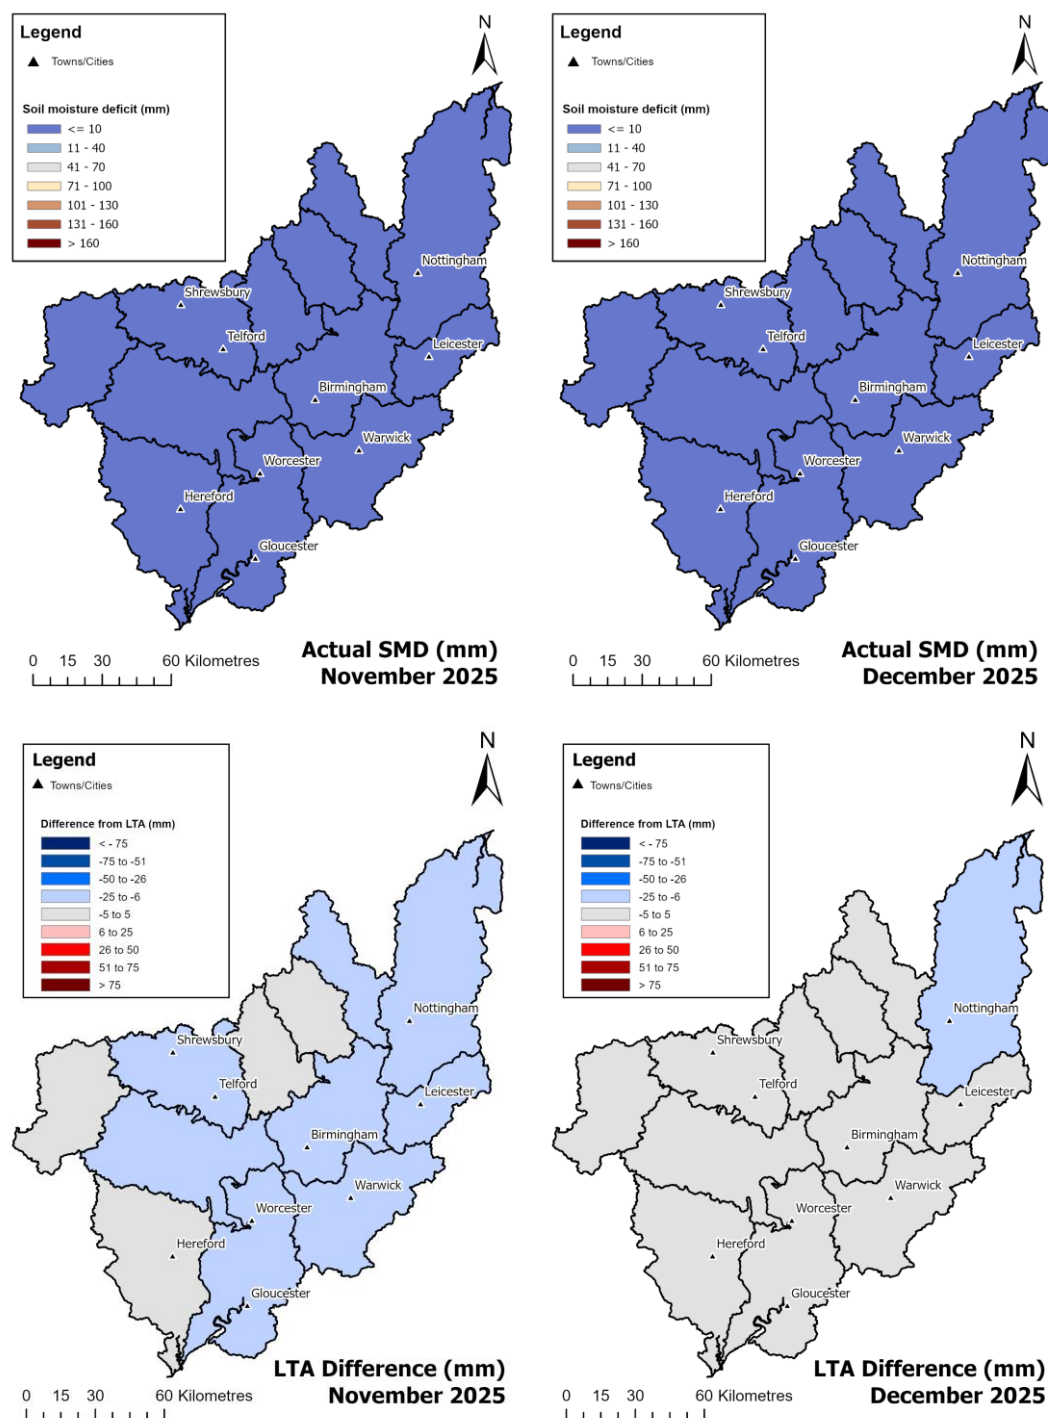 Legend
Towns/Cities
Soil moisture deficit (mm)
<= 10
11 - 40
41 - 70
71 - 100
101 - 130
131 - 160
> 160
N
Nottingham
Shrewsbury
Telford
Leicester
Birmingham
Warwick
Worcester
Hereford
Gloucester
0 15 30 60 Kilometres
Actual SMD (mm)
November 2025
Legend
Towns/Cities
Soil moisture deficit (mm)
<= 10
11 - 40
41 - 70
71 - 100
101 - 130
131 - 160
> 160
N
Nottingham
Shrewsbury
Telford
Leicester
Birmingham
Warwick
Worcester
Hereford
Gloucester
0 15 30 60 Kilometres
Actual SMD (mm)
December 2025
Legend
Towns/Cities
Difference from LTA (mm)
< - 75
-75 to -51
-50 to -26
-25 to -6
-5 to 5
6 to 25
26 to 50
51 to 75
> 75
N
Nottingham
Shrewsbury
Telford
Leicester
Birmingham
Warwick
Worcester
Hereford
Gloucester
LTA Difference (mm)
November 2025
0 15 30 60 Kilometres
Legend
Towns/Cities
Difference from LTA (mm)
< - 75
-75 to -51
-50 to -26
-25 to -6
-5 to 5
6 to 25
26 to 50
51 to 75
> 75
N
Nottingham
Shrewsbury
Telford
Leicester
Birmingham
Warwick
Worcester
Hereford
Gloucester
LTA Difference (mm)
December 2025
0 15 30 60 Kilometres